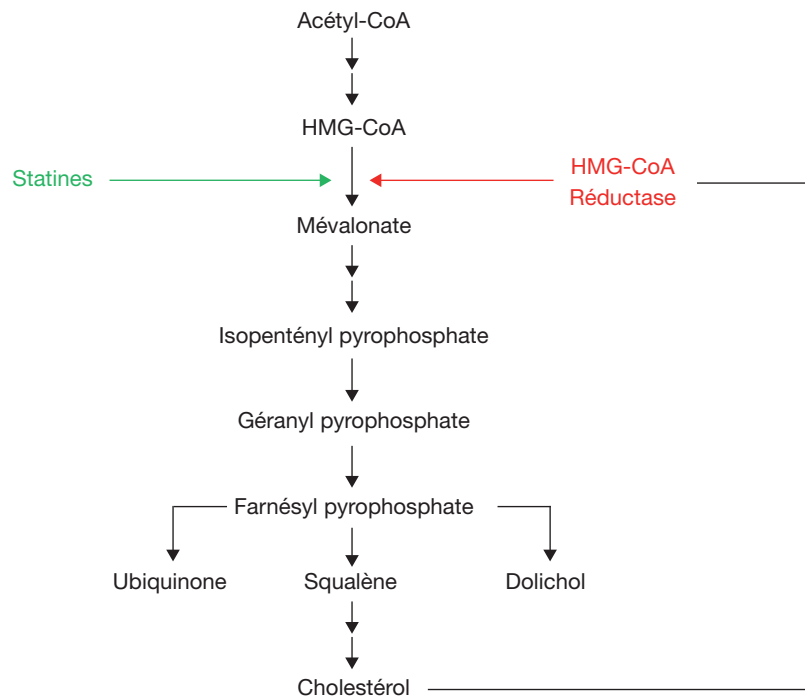 Acétyl-CoA
HMG-CoA
Statines
HMG-CoA
Réductase
Mévalonate
Isopentényl pyrophosphate
Géranyl pyrophosphate
Farnésyl pyrophosphate
Ubiquinone
Squalène
Dolichol
Cholestérol